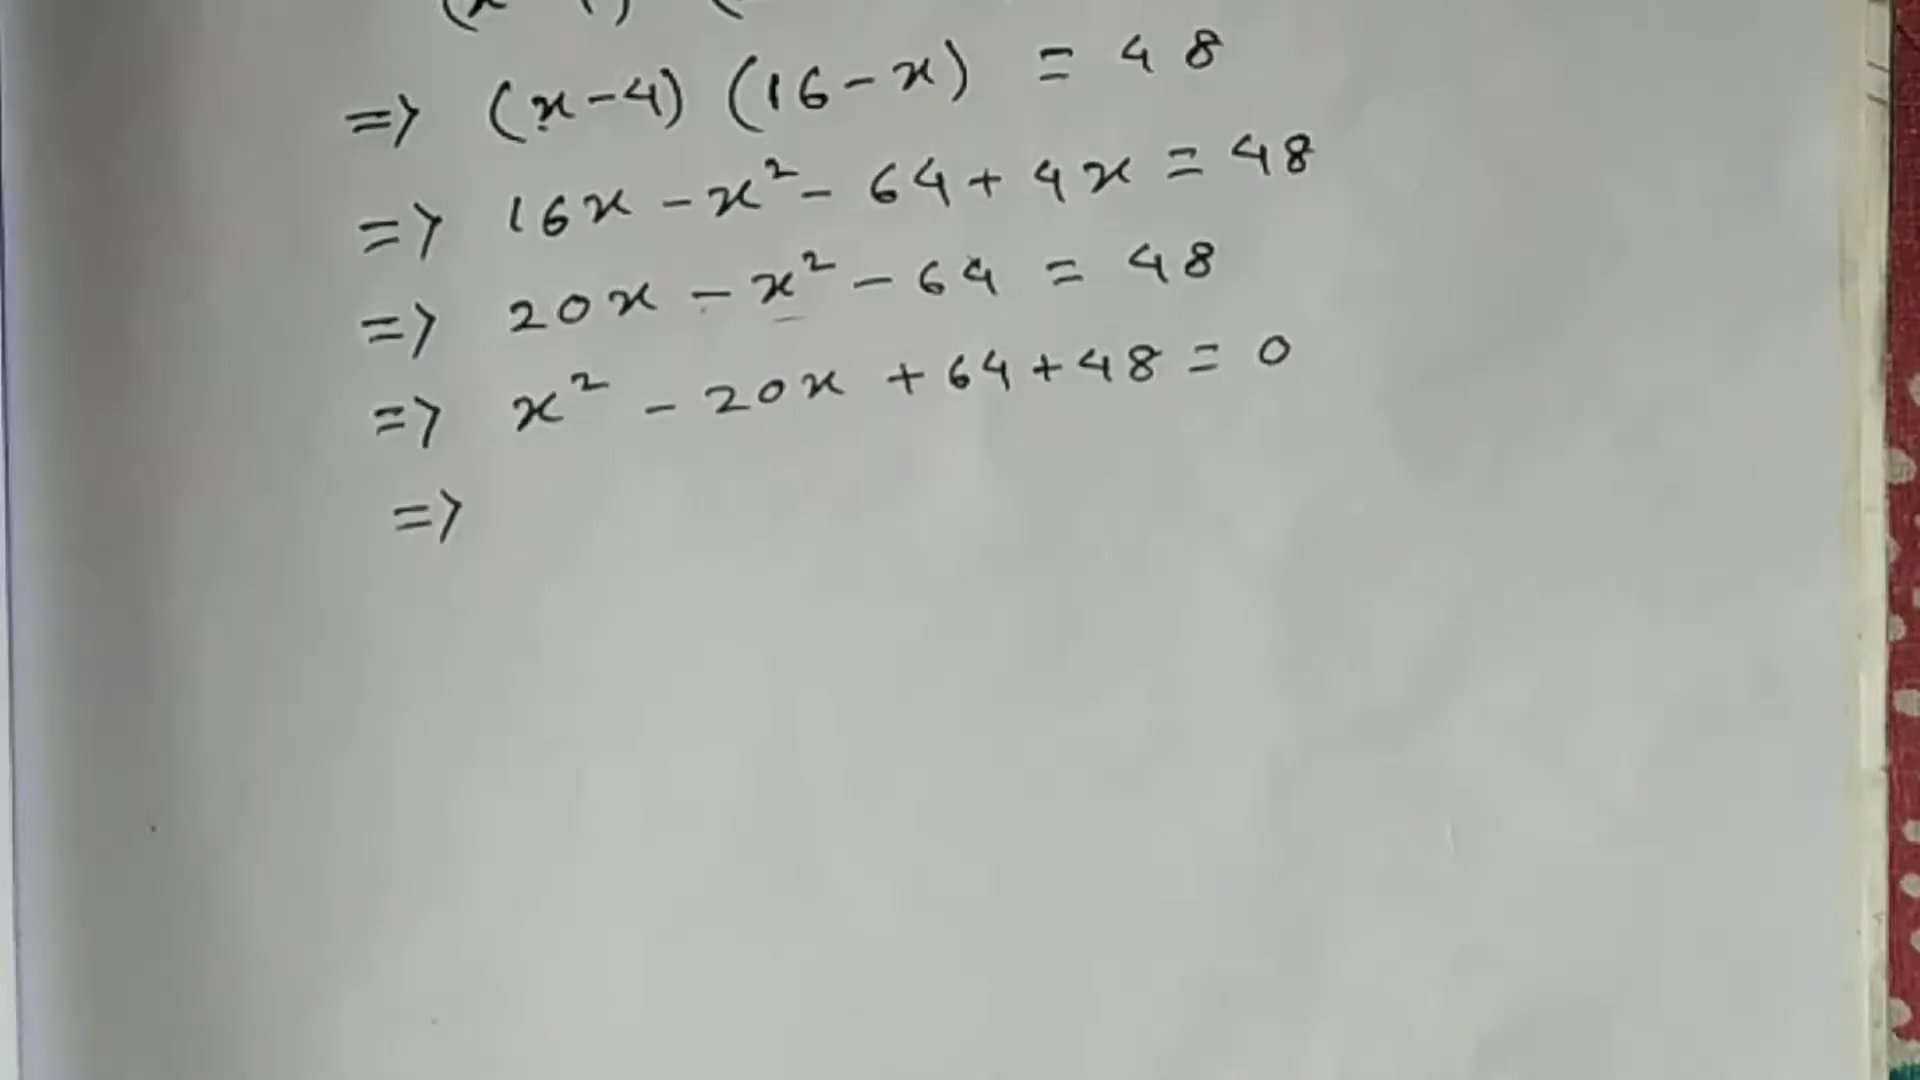 => (x-4) (16-x) = 48
=> 16x - x² - 64 + 4x = 48
=> 20x - x² - 64 = 48
=> x² - 20x + 64 + 48 = 0
=>